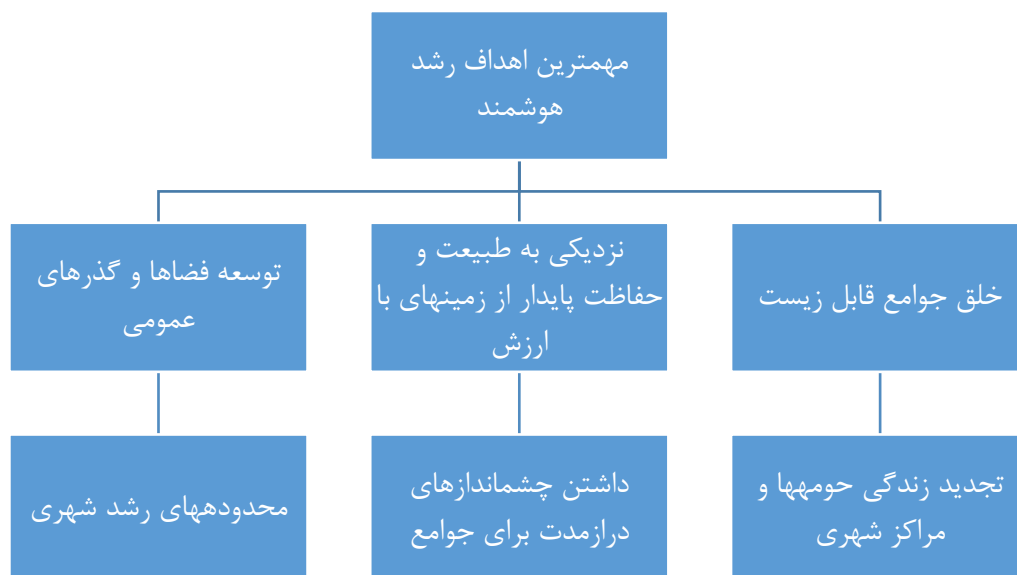 مهمترین اهداف رشد
هوشمند
خلق جوامع قابل زیست
نزدیکی به طبیعت و
حفاظت پایدار از زمینهای با
ارزش
توسعه فضاها و گذرهای
عمومی
تجدید زندگی حومهها و
مراکز شهری
داشتن چشماندازهای
درازمدت برای جوامع
محدودههای رشد شهری